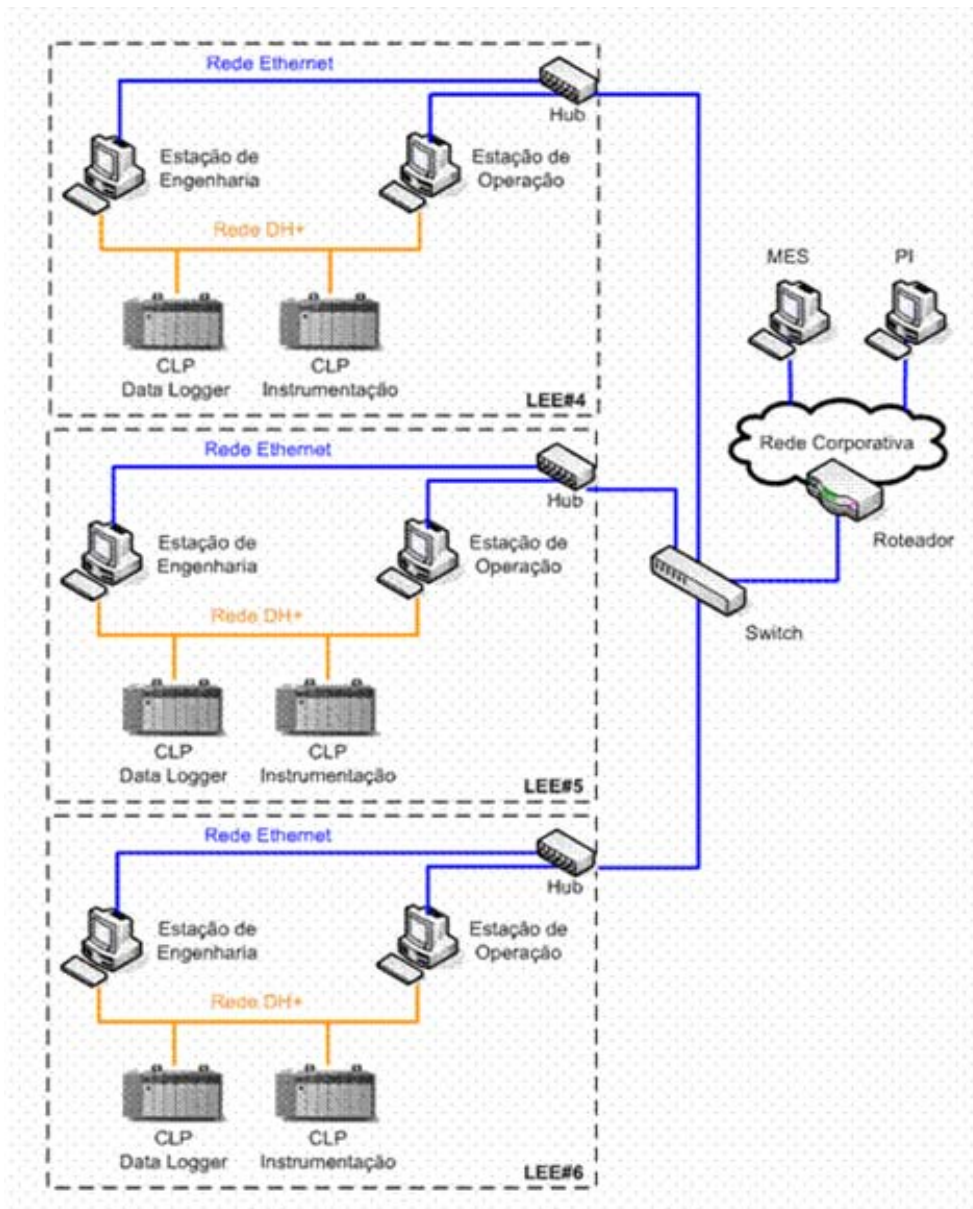 Rede Ethernet
Hub
Estação de
Engenharia
Estação de
Operação
Rede DH+
CLP
Data Logger
CLP
Instrumentação
LEE#4
Rede Ethernet
Hub
Estação de
Engenharia
Estação de
Operação
Rede DH+
CLP
Data Logger
CLP
Instrumentação
LEE#5
Rede Ethernet
Hub
Estação de
Engenharia
Estação de
Operação
Rede DH+
CLP
Data Logger
CLP
Instrumentação
LEE#6
MES
PI
Rede Corporativa
Roteador
Switch